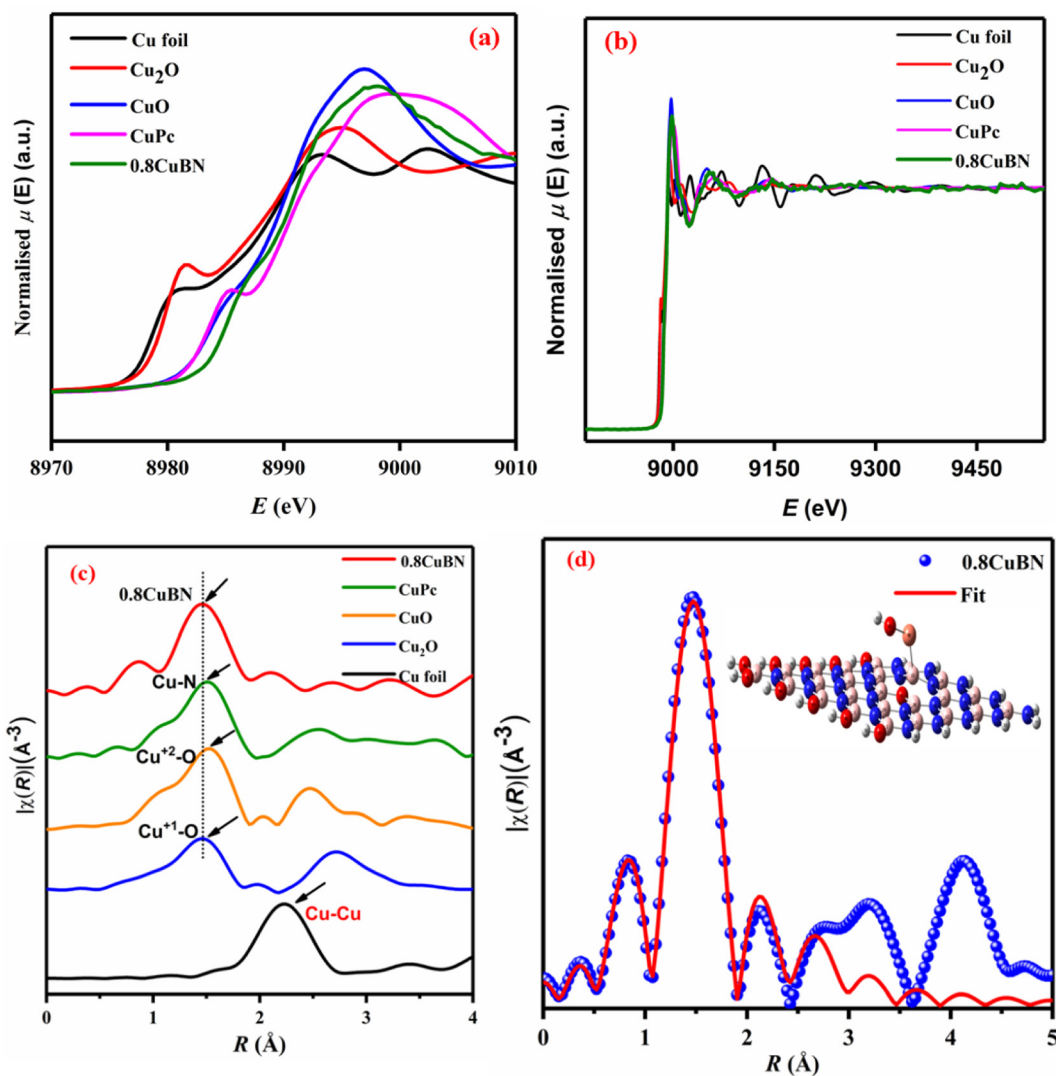 (a)
Cu foil
Cu₂O
CuO
CuPc
0.8CuBN
Normalised μ (E) (a.u.)
8970 8980 8990 9000 9010
E (eV)
(b)
Cu foil
Cu₂O
CuO
CuPc
0.8CuBN
Normalised μ (E) (a.u.)
9000 9150 9300 9450
E (eV)
(c)
0.8CuBN
CuPc
CuO
Cu₂O
Cu foil
0.8CuBN
Cu-N
Cu⁺²-O
Cu⁺¹-O
Cu-Cu
|χ(R)|(Å⁻³)
0 1 2 3 4
R (Å)
(d)
0.8CuBN
Fit
|χ(R)|(Å⁻³)
0 1 2 3 4 5
R (Å)